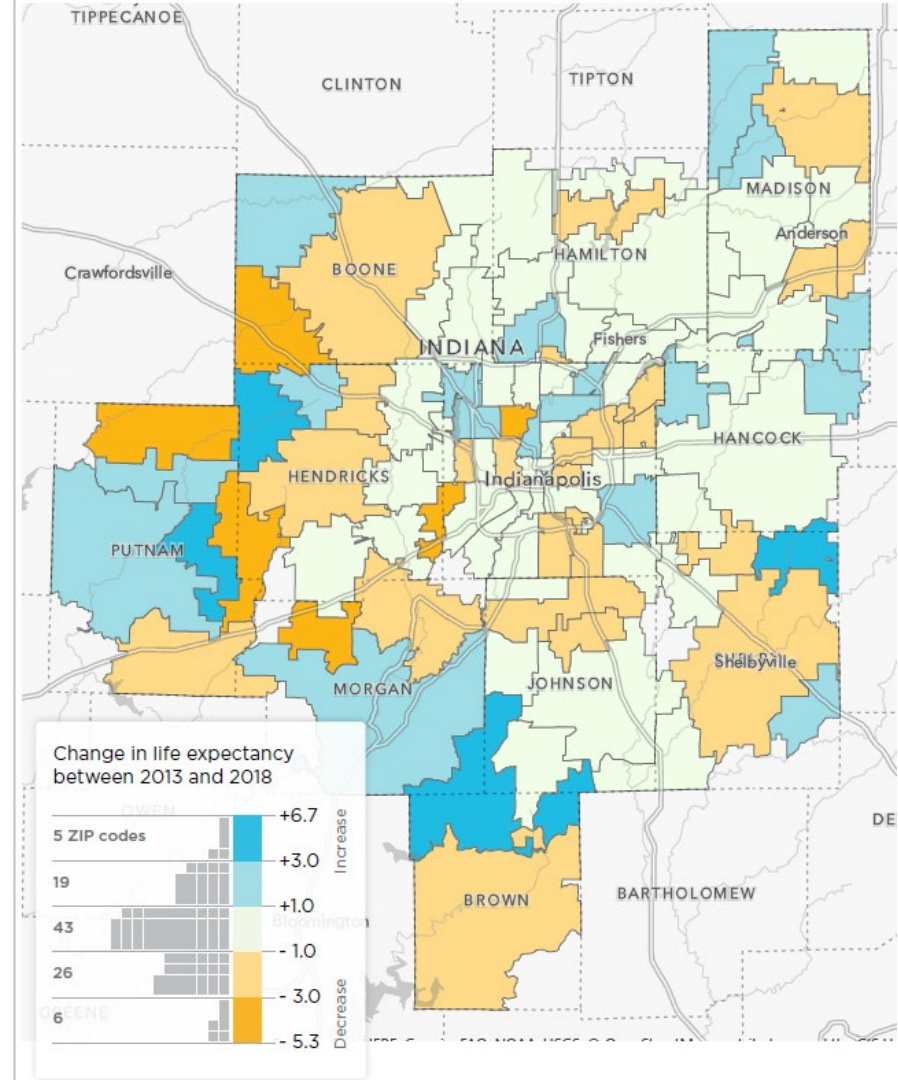 TIPPECANOE
CLINTON
TIPTON
MADISON
Anderson
HAMILTON
BOONE
Crawfordsville
Fishers
INDIANA
HANCOCK
HENDRICKS
Indianapolis
PUTNAM
Shelbyville
JOHNSON
MORGAN
Change in life expectancy
between 2013 and 2018
OWEN
5 ZIP codes
+6.7
+3.0
Increase
19
+1.0
43
Bloomington
- 1.0
26
- 3.0
6
- 5.3
Decrease
GREENE
DE
BROWN
BARTHOLOMEW